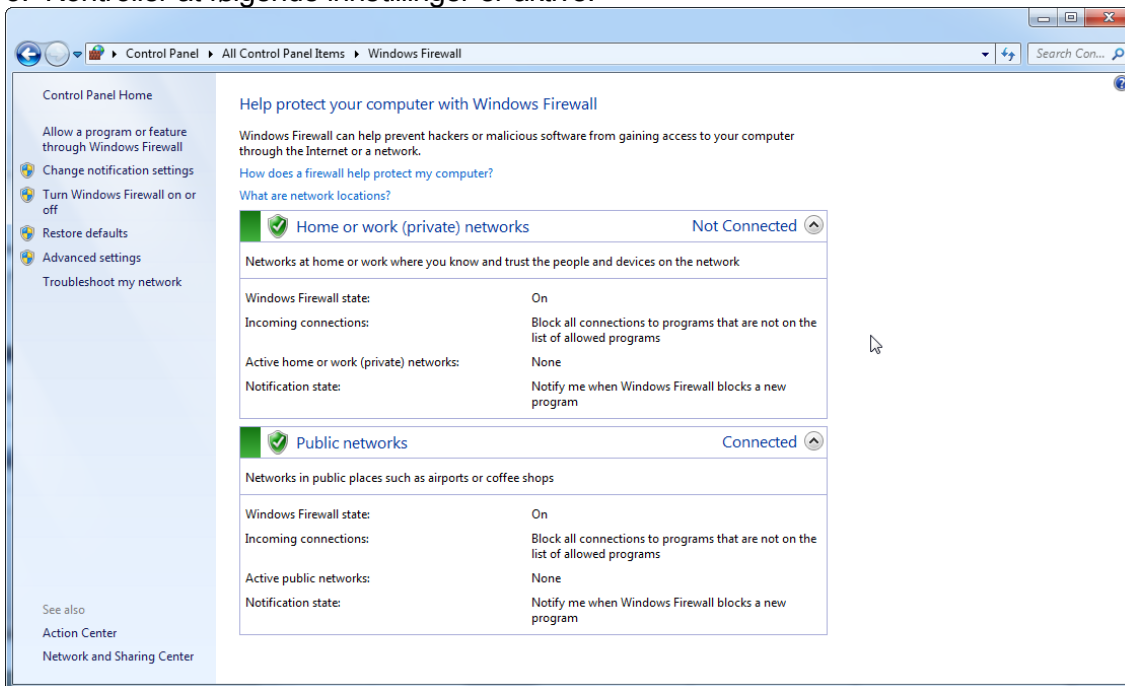 Kontroller at følgende innstillinger er aktive:
Control Panel
All Control Panel Items
Windows Firewall
Search Con...
Control Panel Home
Allow a program or feature
through Windows Firewall
Change notification settings
Turn Windows Firewall on or
off
Restore defaults
Advanced settings
Troubleshoot my network
Help protect your computer with Windows Firewall
Windows Firewall can help prevent hackers or malicious software from gaining access to your computer
through the Internet or a network.
How does a firewall help protect my computer?
What are network locations?
Home or work (private) networks Not Connected
Networks at home or work where you know and trust the people and devices on the network
Windows Firewall state: On
Incoming connections: Block all connections to programs that are not on the
list of allowed programs
Active home or work (private) networks: None
Notification state: Notify me when Windows Firewall blocks a new
program
Public networks Connected
Networks in public places such as airports or coffee shops
Windows Firewall state: On
Incoming connections: Block all connections to programs that are not on the
list of allowed programs
Active public networks: None
Notification state: Notify me when Windows Firewall blocks a new
program
See also
Action Center
Network and Sharing Center